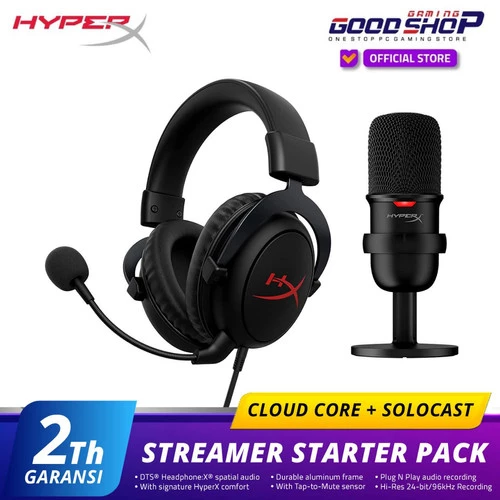 HYPERX
GAMING
GOODSHOP
ONE STOP PC GAMING STORE
OFFICIAL STORE
HYPERX
HX
CLOUD CORE + SOLOCAST
2Th
GARANSI
STREAMER STARTER PACK
• DTS® Headphone:X® spatial audio
• With signature HyperX comfort
• Durable aluminum frame
• With Tap-to-Mute sensor
• Plug N Play audio recording
• Hi-Res 24-bit/96kHz Recording